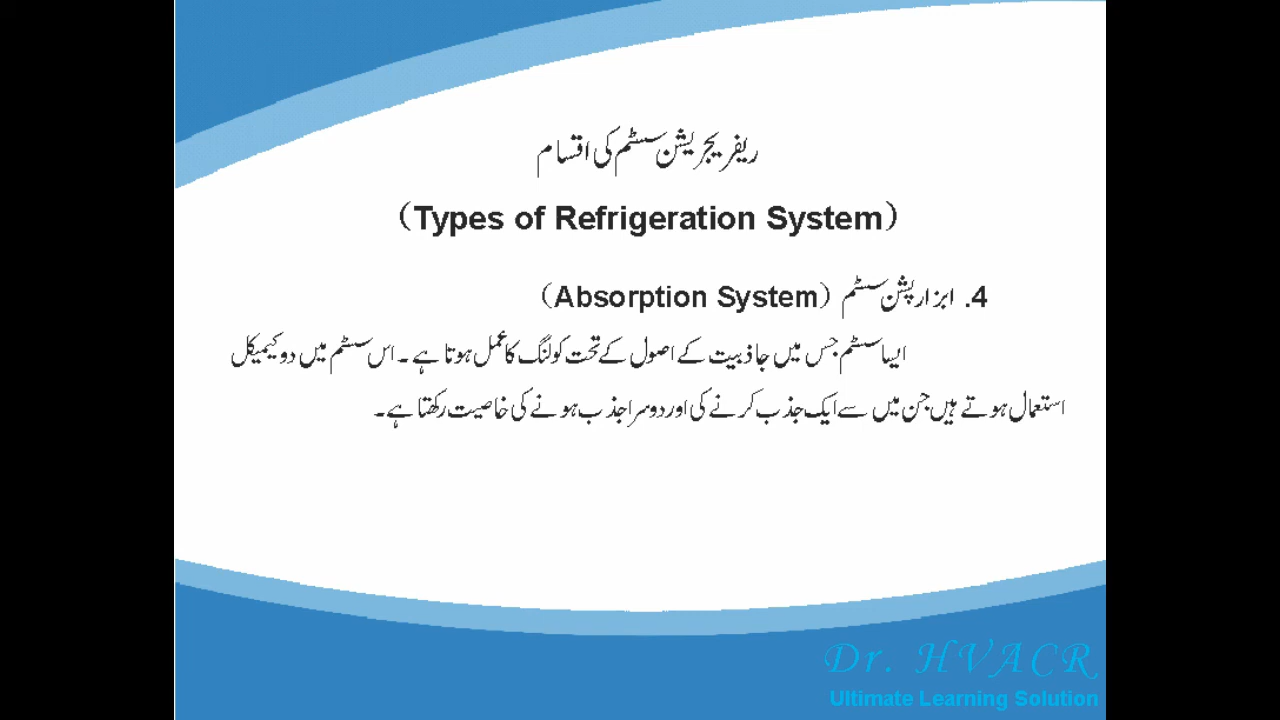 ریفریجریشن سسٹم کی اقسام
(Types of Refrigeration System)
4. ابزارپشن سسٹم (Absorption System)
ایسا سسٹم جس میں جاذبیت کے اصول کے تحت کولنگ کا عمل ہوتا ہے۔ اس سسٹم میں دو کیمیکل
استعمال ہوتے ہیں جن میں سے ایک جذب کرنے کی اور دوسرا جذب ہونے کی خاصیت رکھتا ہے۔
Dr. HVACR
Ultimate Learning Solution